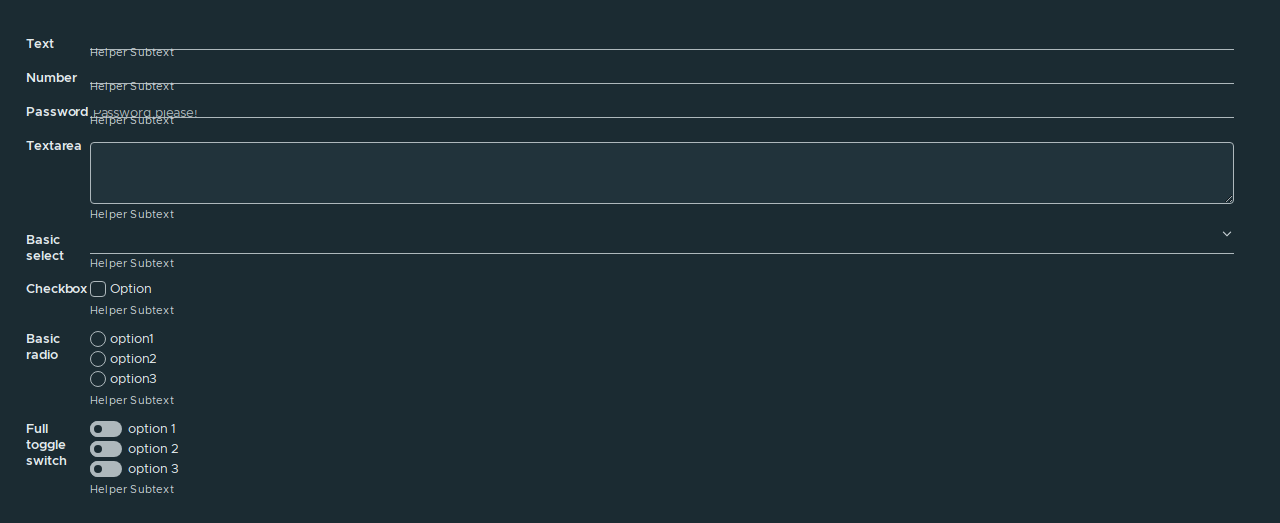 Text
Helper Subtext
Number
Helper Subtext
Password Password please!
Helper Subtext
Textarea
Helper Subtext
Basic
select
Helper Subtext
Checkbox Option
Helper Subtext
Basic option1
radio option2
option3
Helper Subtext
Full option 1
toggle option 2
switch option 3
Helper Subtext